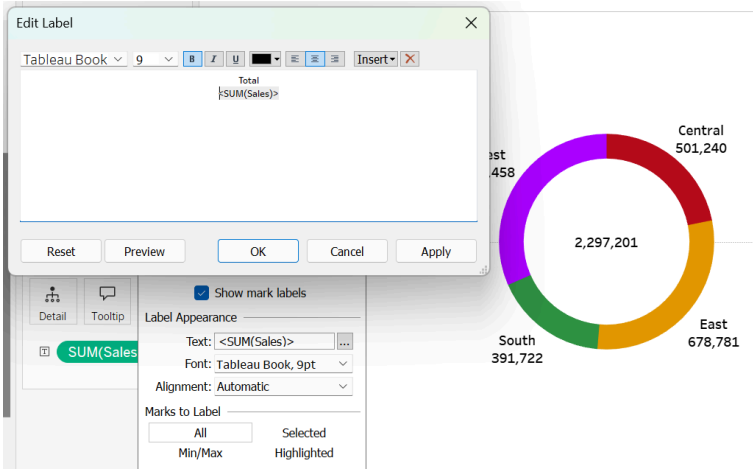 Edit Label
Tableau Book 9 B I U Insert
Total
<SUM(Sales)>
Reset Preview OK Cancel Apply
Show mark labels
Detail Tooltip
Label Appearance
Text: <SUM(Sales)> ...
SUM(Sales
Font: Tableau Book, 9pt
Alignment: Automatic
Marks to Label
All Selected
Min/Max Highlighted
Central
501,240
est
458
2,297,201
East
678,781
South
391,722